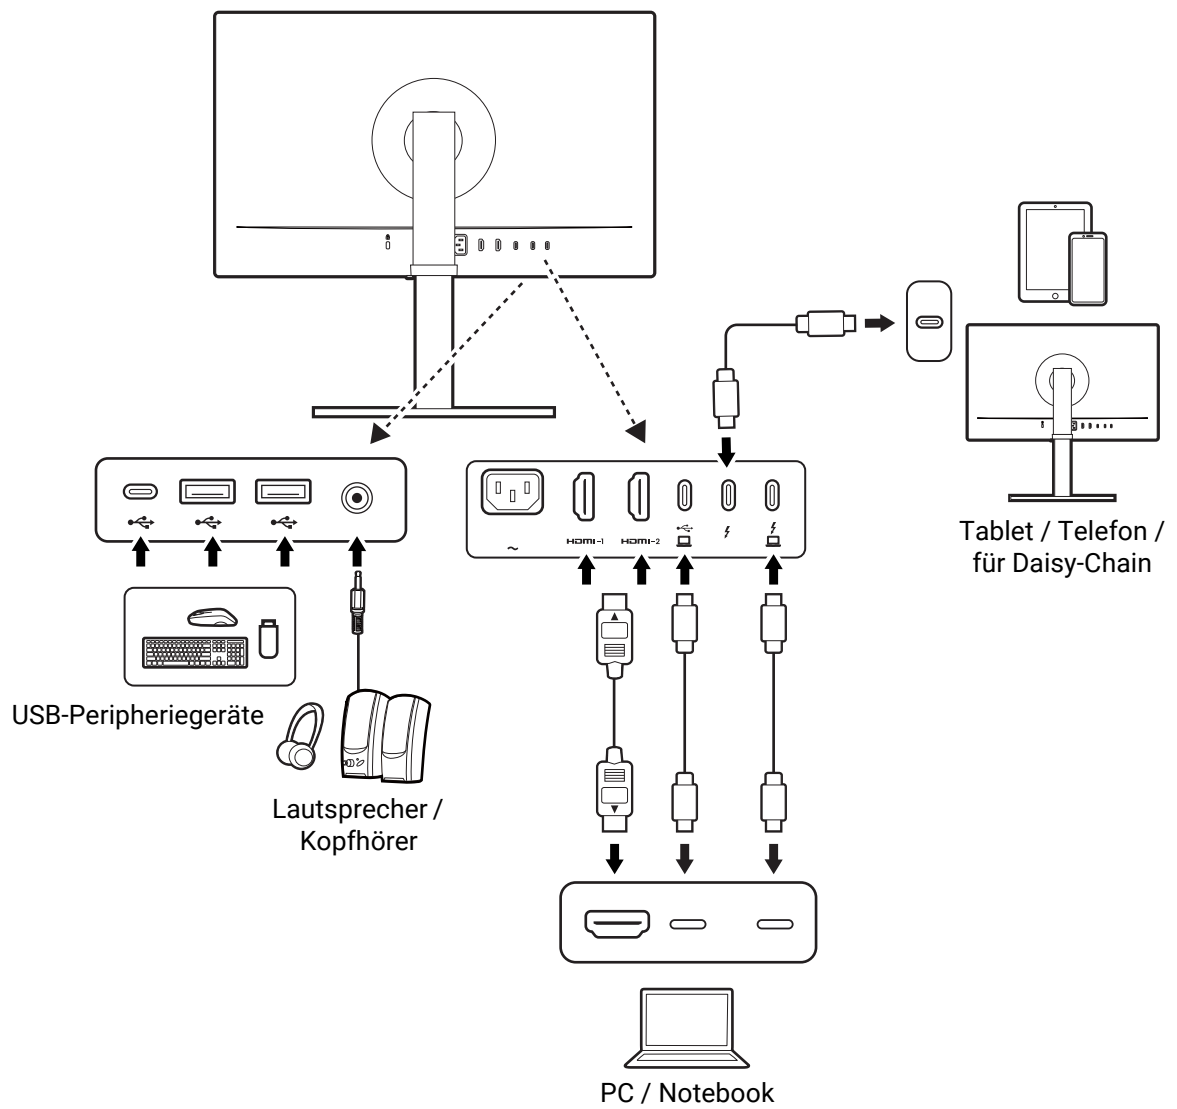 HDMI-1 HDMI-2
Tablet / Telefon /
für Daisy-Chain
USB-Peripheriegeräte
Lautsprecher /
Kopfhörer
PC / Notebook